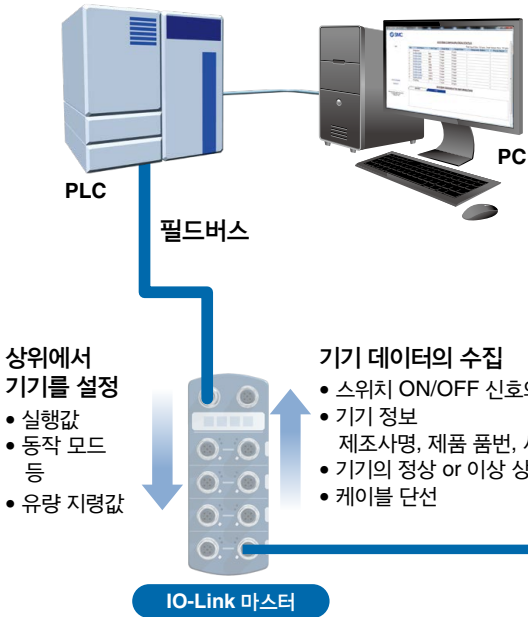 SMC
PLC
PC
필드버스
상위에서
기기를 설정
• 실행값
• 동작 모드
등
• 유량 지령값
기기 데이터의 수집
• 스위치 ON/OFF 신호
• 기기 정보
제조사명, 제품 품번,
• 기기의 정상 or 이상
• 케이블 단선
IO-Link 마스터